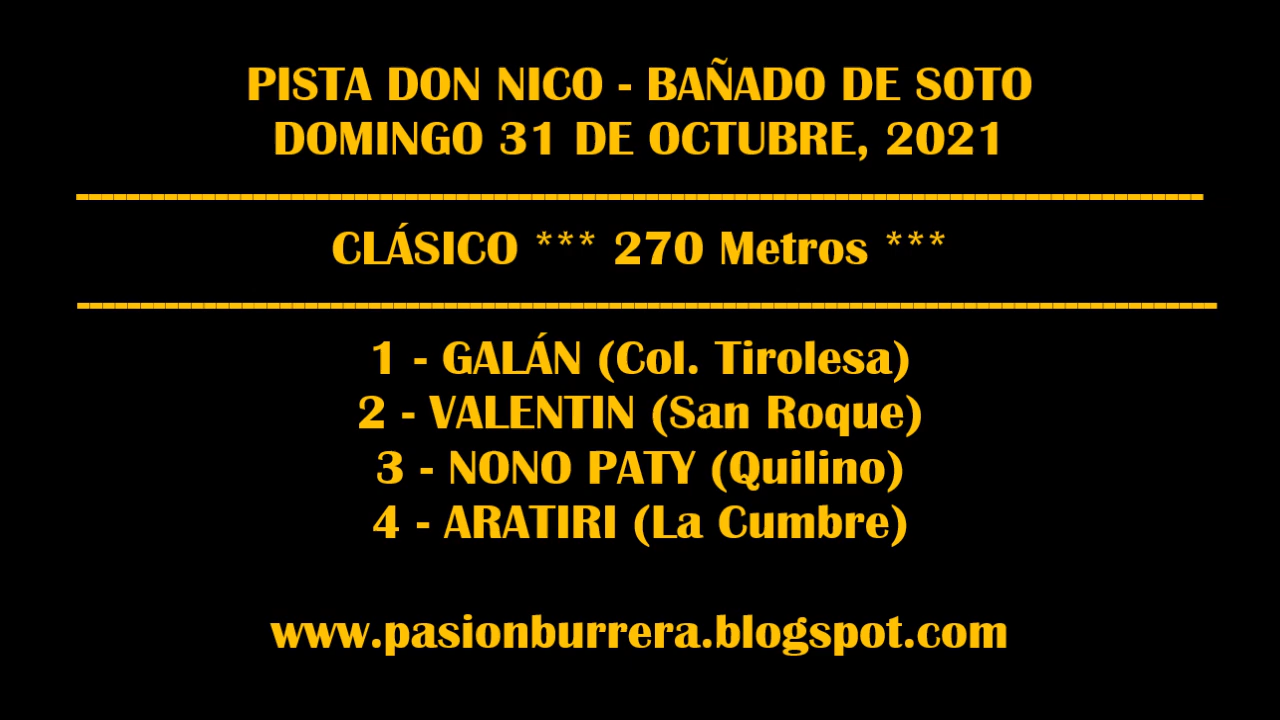 PISTA DON NICO - BAÑADO DE SOTO
DOMINGO 31 DE OCTUBRE, 2021
CLÁSICO *** 270 Metros ***
1 - GALÁN (Col. Tirolesa)
2 - VALENTIN (San Roque)
3 - NONO PATY (Quilino)
4 - ARATIRI (La Cumbre)
www.pasionburrera.blogspot.com